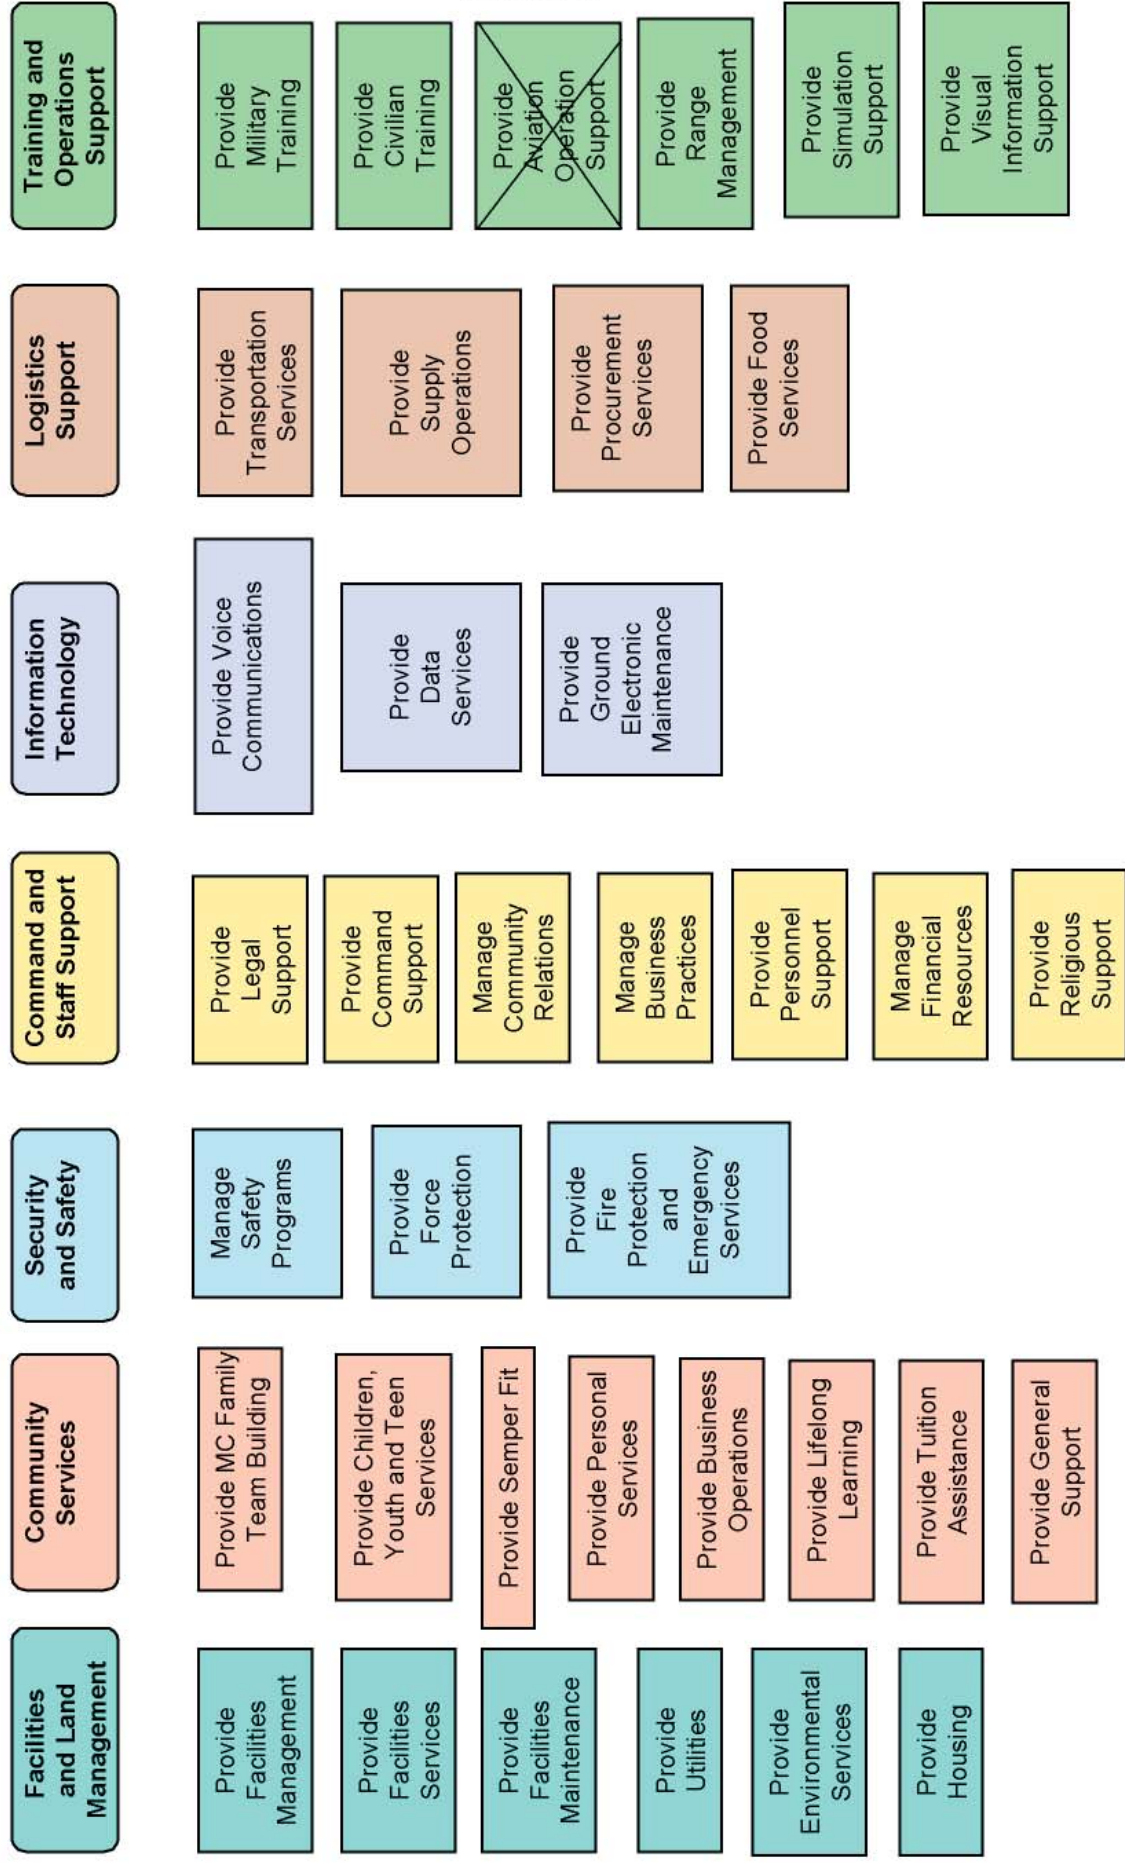 Facilities
and Land
Management
Provide
Facilities
Management
Provide
Facilities
Services
Provide
Facilities
Maintenance
Provide
Utilities
Provide
Environmental
Services
Provide
Housing
Community
Services
Provide MC Family
Team Building
Provide Children,
Youth and Teen
Services
Provide Semper Fit
Provide Personal
Services
Provide Business
Operations
Provide Lifelong
Learning
Provide Tuition
Assistance
Provide General
Support
Security
and Safety
Manage
Safety
Programs
Provide
Force
Protection
Provide
Fire
Protection
and
Emergency
Services
Command and
Staff Support
Provide
Legal
Support
Provide
Command
Support
Manage
Community
Relations
Manage
Business
Practices
Provide
Personnel
Support
Manage
Financial
Resources
Provide
Religious
Support
Information
Technology
Provide Voice
Communications
Provide
Data
Services
Provide
Ground
Electronic
Maintenance
Logistics
Support
Provide
Transportation
Services
Provide
Supply
Operations
Provide
Procurement
Services
Provide Food
Services
Training and
Operations
Support
Provide
Military
Training
Provide
Civilian
Training
Provide
Aviation
Operation
Support
Provide
Range
Management
Provide
Simulation
Support
Provide
Visual
Information
Support